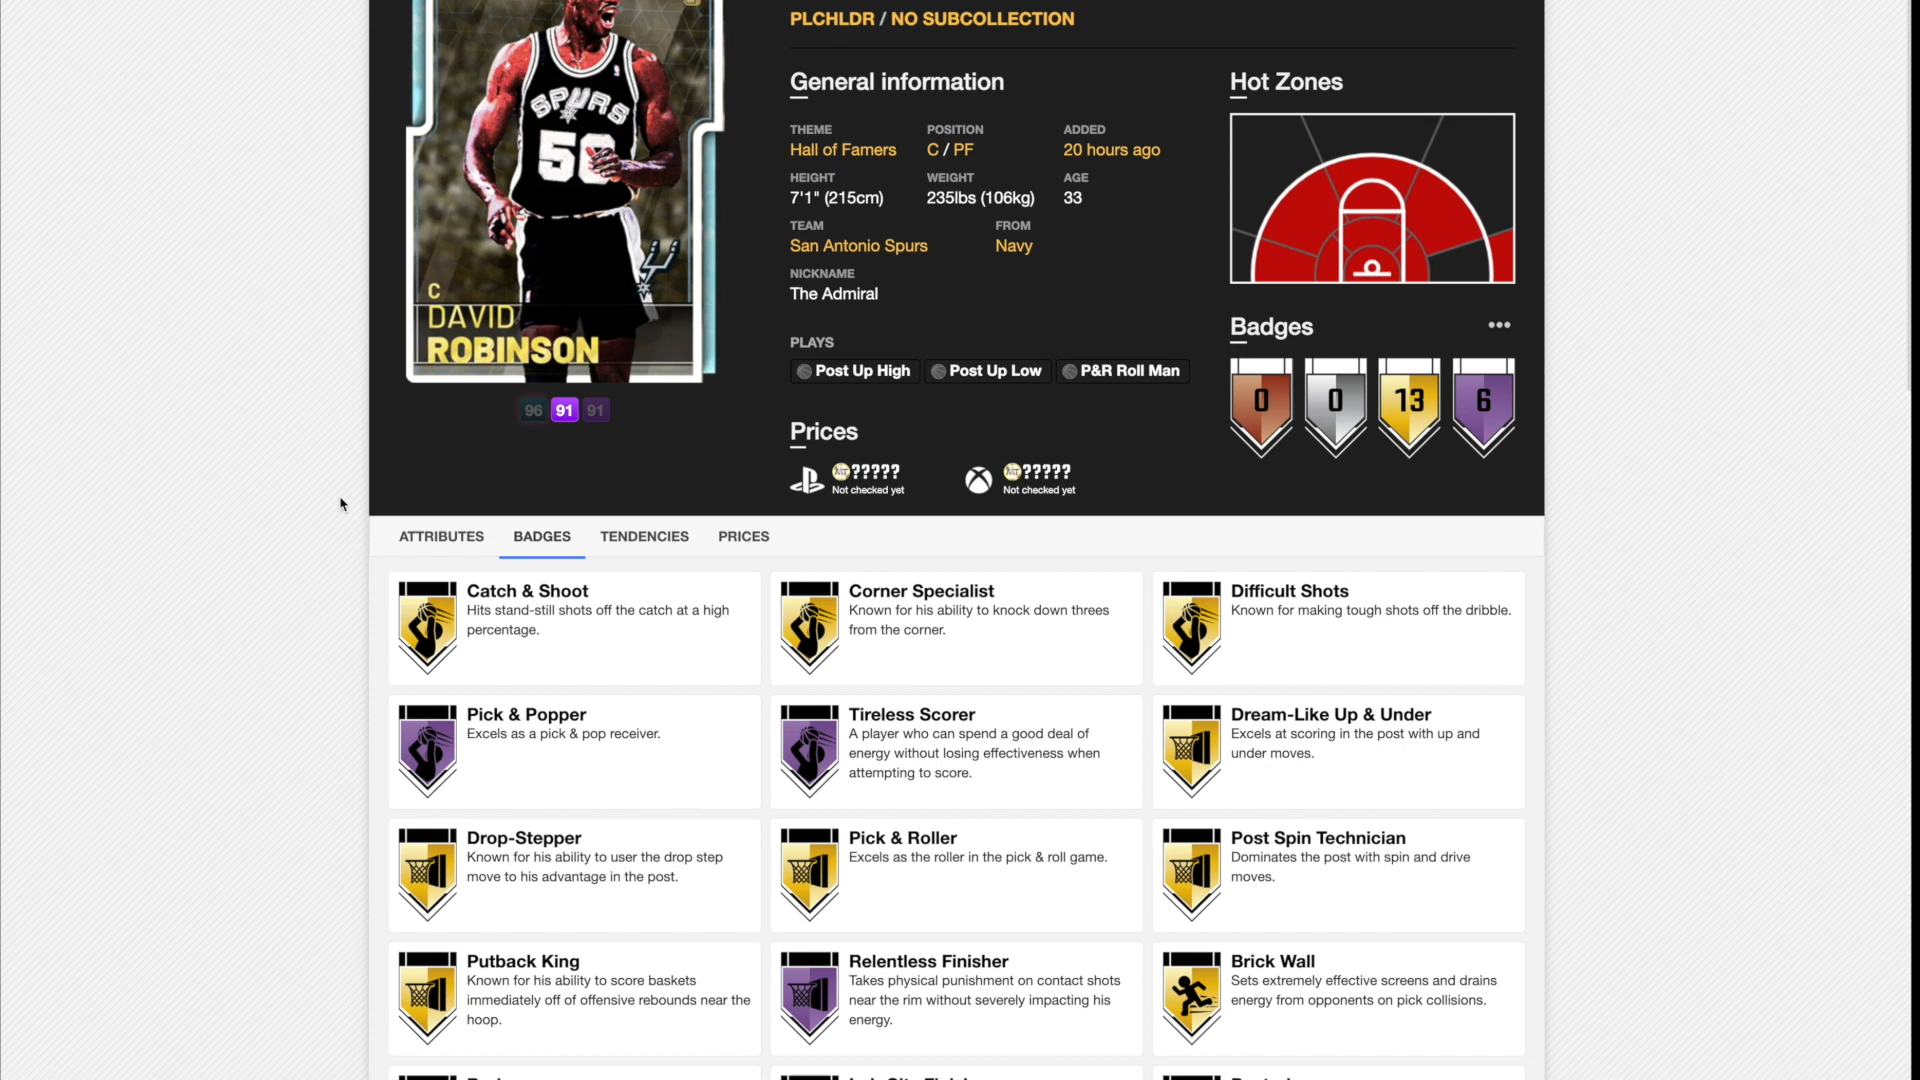 PLCHLDR / NO SUBCOLLECTION
SPURS
50
C
DAVID
ROBINSON
96 91 91
General information
THEME POSITION ADDED
Hall of Famers C / PF 20 hours ago
HEIGHT WEIGHT AGE
7'1" (215cm) 235lbs (106kg) 33
TEAM FROM
San Antonio Spurs Navy
NICKNAME
The Admiral
PLAYS
Post Up High Post Up Low P&R Roll Man
Prices
????? ?????
Not checked yet Not checked yet
Hot Zones
Badges •••
0 0 13 6
ATTRIBUTES BADGES TENDENCIES PRICES
Catch & Shoot
Hits stand-still shots off the catch at a high
percentage.
Corner Specialist
Known for his ability to knock down threes
from the corner.
Difficult Shots
Known for making tough shots off the dribble.
Pick & Popper
Excels as a pick & pop receiver.
Tireless Scorer
A player who can spend a good deal of
energy without losing effectiveness when
attempting to score.
Dream-Like Up & Under
Excels at scoring in the post with up and
under moves.
Drop-Stepper
Known for his ability to user the drop step
move to his advantage in the post.
Pick & Roller
Excels as the roller in the pick & roll game.
Post Spin Technician
Dominates the post with spin and drive
moves.
Putback King
Known for his ability to score baskets
immediately off of offensive rebounds near the
hoop.
Relentless Finisher
Takes physical punishment on contact shots
near the rim without severely impacting his
energy.
Brick Wall
Sets extremely effective screens and drains
energy from opponents on pick collisions.